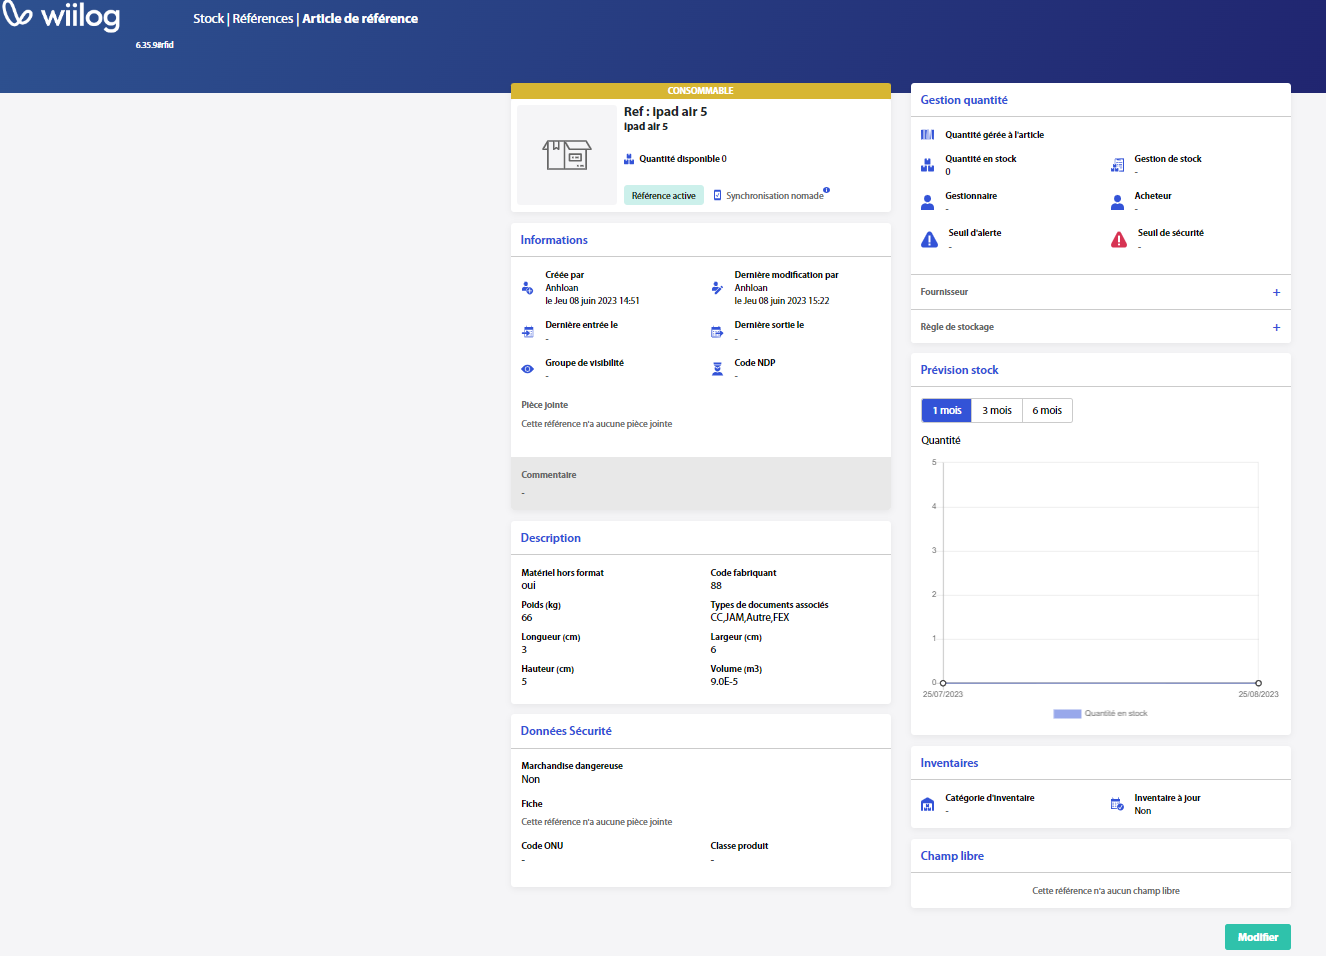 wiilog
Stock | Références | Article de référence
6.35.9#rfid
CONSOMMABLE
Ref : ipad air 5
ipad air 5
Quantité disponible 0
Référence active
Synchronisation nomade
Informations
Créée par
Anhloan
le Jeu 08 juin 2023 14:51
Dernière modification par
Anhloan
le Jeu 08 juin 2023 15:22
Dernière entrée le
-
Dernière sortie le
-
Groupe de visibilité
-
Code NDP
-
Pièce jointe
Cette référence n'a aucune pièce jointe
Commentaire
-
Description
Matériel hors format
oui
Code fabriquant
88
Poids (kg)
66
Types de documents associés
CC,JAM,Autre,FEX
Longueur (cm)
3
Largeur (cm)
6
Hauteur (cm)
5
Volume (m3)
9.0E-5
Données Sécurité
Marchandise dangereuse
Non
Fiche
Cette référence n'a aucune pièce jointe
Code ONU
-
Classe produit
-
Gestion quantité
Quantité gérée à l'article
Quantité en stock
0
Gestion de stock
-
Gestionnaire
-
Acheteur
-
Seuil d'alerte
-
Seuil de sécurité
-
Fournisseur +
Règle de stockage +
Prévision stock
1 mois 3 mois 6 mois
Quantité
5
4
3
2
1
0
25/07/2023 25/08/2023
Quantité en stock
Inventaires
Catégorie d'inventaire
-
Inventaire à jour
Non
Champ libre
Cette référence n'a aucun champ libre
Modifier